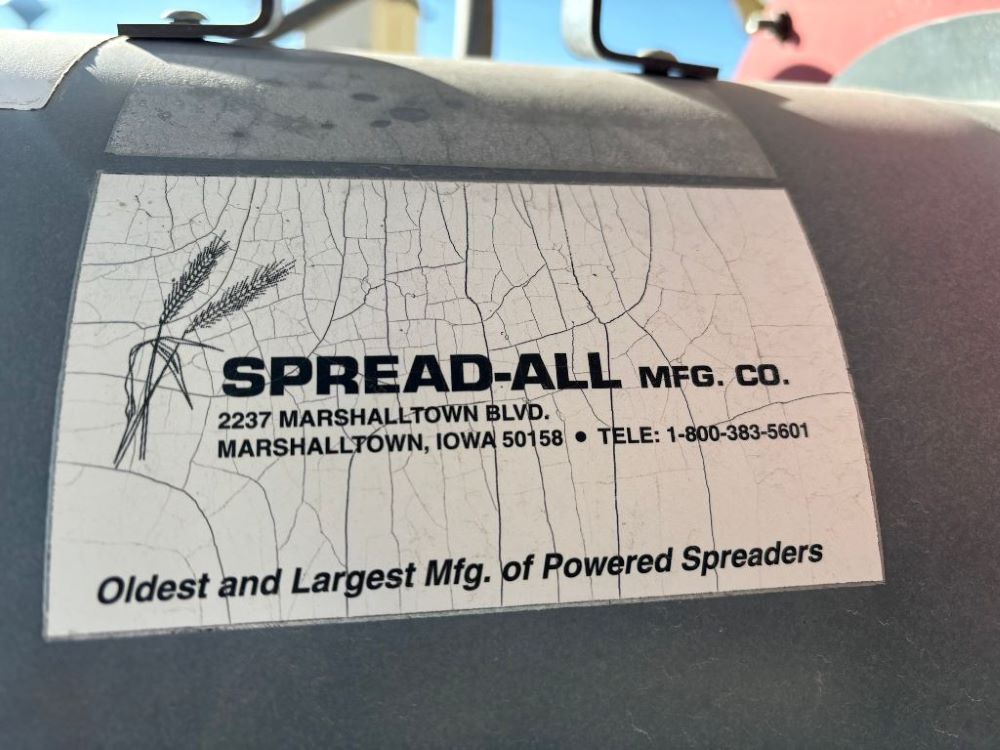 SPREAD-ALL MFG. CO.
2237 MARSHALLTOWN BLVD.
MARSHALLTOWN, IOWA 50158 • TELE: 1-800-383-5601
Oldest and Largest Mfg. of Powered Spreaders